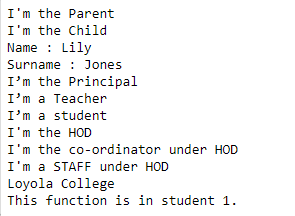 I'm the Parent
I'm the Child
Name : Lily
Surname : Jones
I’m the Principal
I’m a Teacher
I’m a student
I'm the HOD
I'm the co-ordinator under HOD
I'm a STAFF under HOD
Loyola College
This function is in student 1.